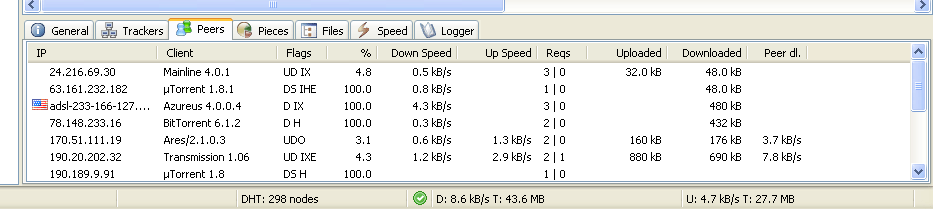 General Trackers Peers Pieces Files Speed Logger
IP Client Flags % Down Speed Up Speed Reqs Uploaded Downloaded Peer dl.
24.216.69.30 Mainline 4.0.1 UD IX 4.8 0.5 kB/s 3 | 0 32.0 kB 48.0 kB
63.161.232.182 µTorrent 1.8.1 DS IHE 100.0 0.8 kB/s 1 | 0 48.0 kB
adsl-233-166-127.... Azureus 4.0.0.4 D IX 100.0 4.3 kB/s 3 | 0 480 kB
78.148.233.16 BitTorrent 6.1.2 D H 100.0 0.3 kB/s 2 | 0 432 kB
170.51.111.19 Ares/2.1.0.3 UDO 3.1 0.6 kB/s 1.3 kB/s 2 | 0 160 kB 176 kB 3.7 kB/s
190.20.202.32 Transmission 1.06 UD IXE 4.3 1.2 kB/s 2.9 kB/s 2 | 1 880 kB 690 kB 7.8 kB/s
190.189.9.91 µTorrent 1.8 DS H 100.0 1 | 0
DHT: 298 nodes D: 8.6 kB/s T: 43.6 MB U: 4.7 kB/s T: 27.7 MB